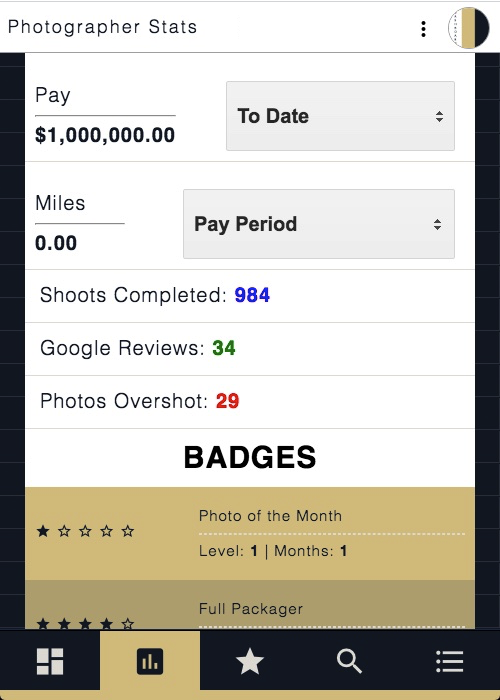 Photographer Stats
Pay
$1,000,000.00
To Date
Miles
0.00
Pay Period
Shoots Completed: 984
Google Reviews: 34
Photos Overshot: 29
BADGES
Photo of the Month
Level: 1 | Months: 1
Full Packager